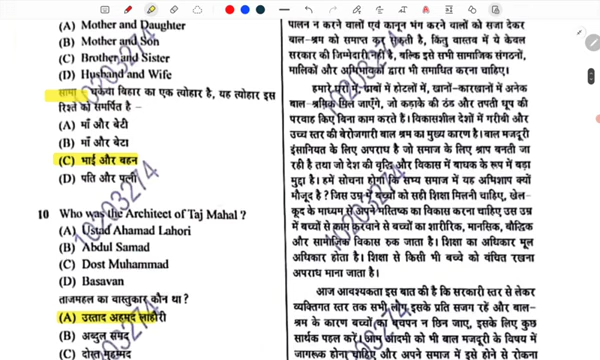 (A) Mother and Daughter
(B) Mother and Son
(C) Brother and Sister
(D) Husband and Wife
सामा चकेवा बिहार का एक त्योहार है, यह त्योहार इस
रिश्ते को समर्पित है –
(A) माँ और बेटी
(B) माँ और बेटा
(C) भाई और बहन
(D) पति और पत्नी
10 Who was the Architect of Taj Mahal ?
(A) Ustad Ahamad Lahori
(B) Abdul Samad
(C) Dost Muhammad
(D) Basavan
ताजमहल का वास्तुकार कौन था ?
(A) उस्ताद अहमद लाहौरी
(B) अब्दुल समद
(C) दोस्त मुहम्मद
पालन न करने वालों एवं कानून भंग करने वालों को सजा देकर
बाल-श्रम को समाप्त कर सकती है, किंतु वास्तव में ये केवल
सरकार की जिम्मेदारी नहीं है, बल्कि इसे सभी सामाजिक संगठनों,
मालिकों और अभिभावकों द्वारा भी समाधित करना चाहिए।
हमारे घरों में, ढाबों में होटलों में, खानों-कारखानों में अनेक
बाल-श्रमिक मिल जाएँगे, जो कड़ाके की ठंड और तपती धूप की
परवाह किए बिना काम करते हैं। विकासशील देशों में गरीबी और
उच्च स्तर की बेरोजगारी बाल श्रम का मुख्य कारण है। बाल मजदूरी
इंसानियत के लिए अपराध है जो समाज के लिए श्राप बनती जा
रही है तथा जो देश की वृद्धि और विकास में बाधक के रूप में बड़ा
मुद्दा है। हमें सोचना होगा कि सभ्य समाज में यह अभिशाप क्यों
मौजूद है ? जिस उम्र में बच्चों को सही शिक्षा मिलनी चाहिए, खेल-
कूद के माध्यम से अपने मस्तिष्क का विकास करना चाहिए उस उम्र
में बच्चों से काम करवाने से बच्चों का शारीरिक, मानसिक, बौद्धिक
और सामाजिक विकास रुक जाता है। शिक्षा का अधिकार मूल
अधिकार होता है। शिक्षा से किसी भी बच्चे को वंचित रखना
अपराध माना जाता है।
आज आवश्यकता इस बात की है कि सरकारी स्तर से लेकर
व्यक्तिगत स्तर तक सभी लोग इसके प्रति सजग रहें और बाल-
श्रम के कारण बच्चों का बचपन न छिन जाए, इसके लिए कुछ
सार्थक पहल करें। आम आदमी को भी बाल मजदूरी के विषय में
जागरूक होना चाहिए और अपने समाज में इसे होने से रोकना
10203274
10203274
10203274
10203274